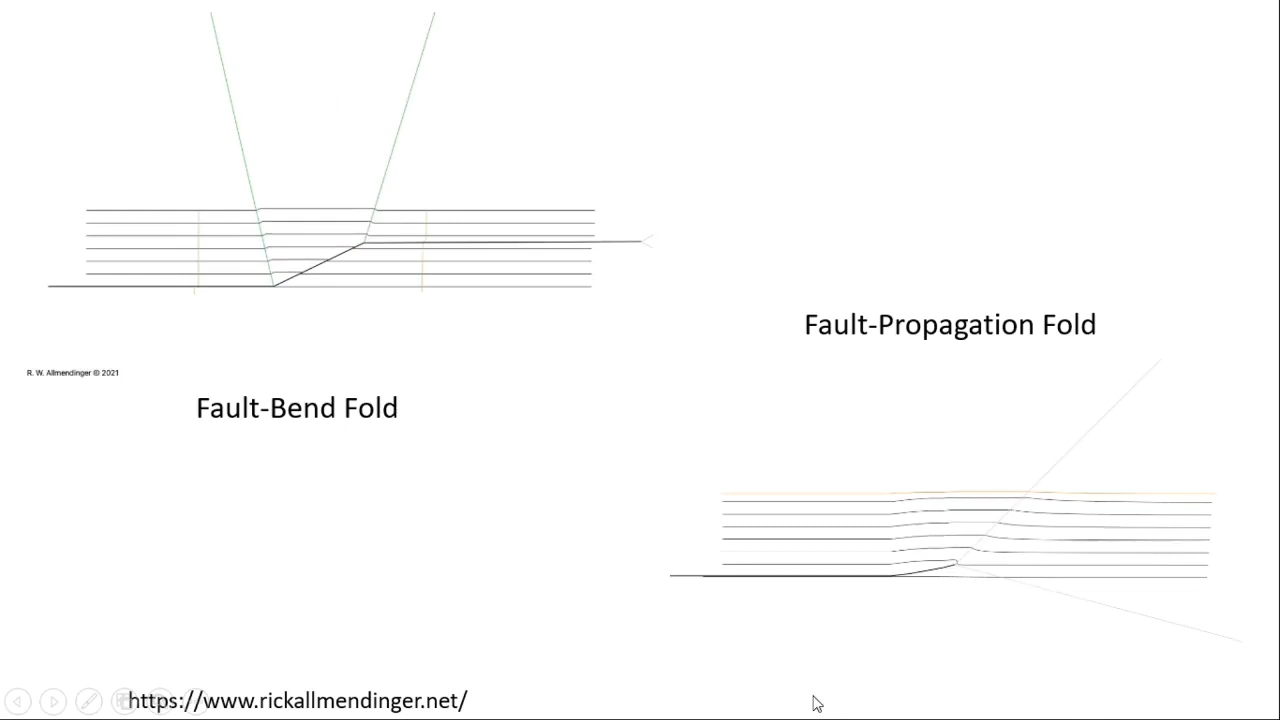 Fault-Propagation Fold
R. W. Allmendinger © 2021
Fault-Bend Fold
https://www.rickallmendinger.net/